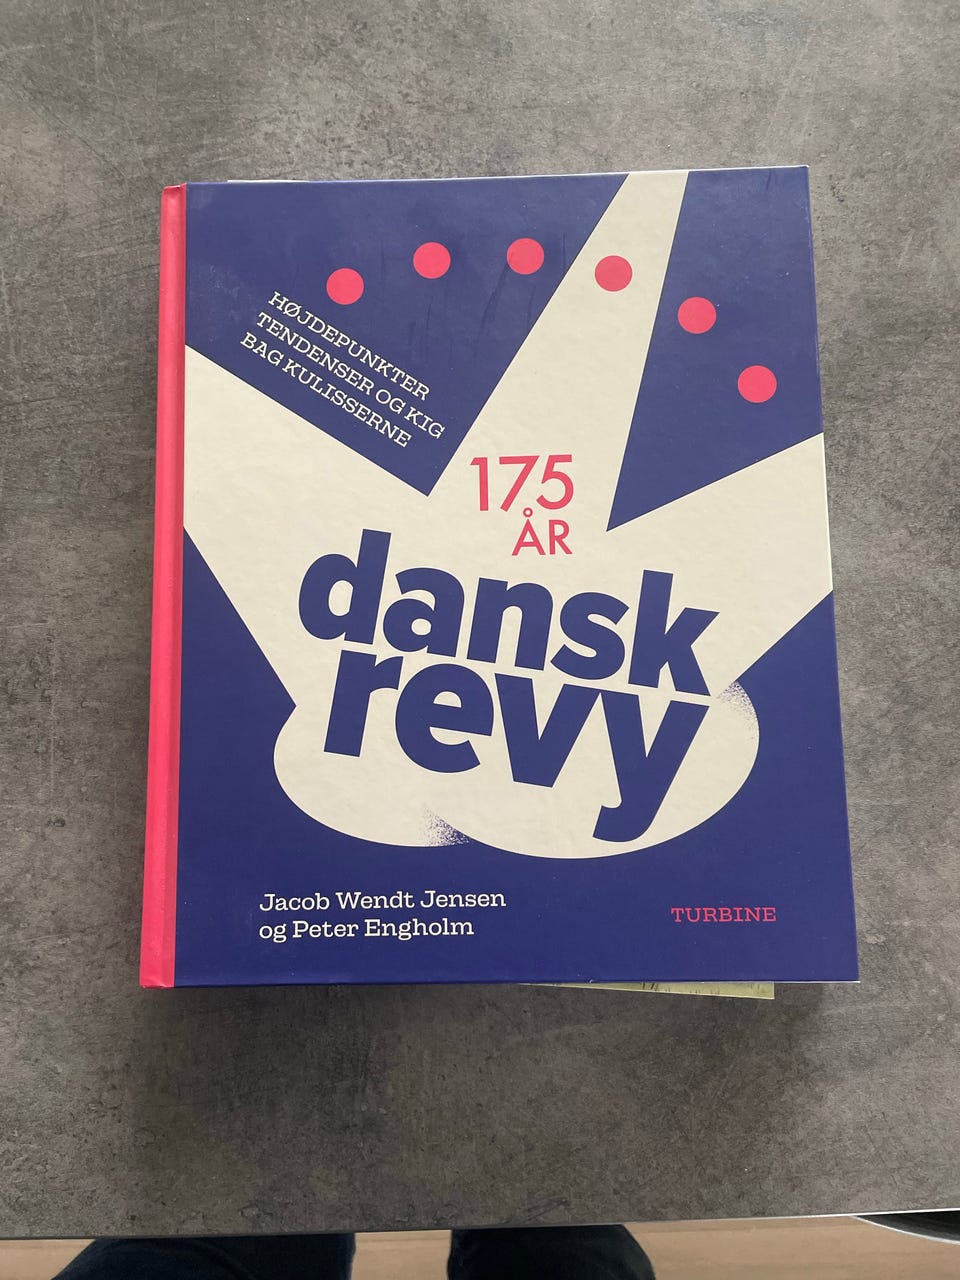 HØJDEPUNKTER
TENDENSER OG KIG
BAG KULISSERNE
175
ÅR
dansk
revy
Jacob Wendt Jensen
og Peter Engholm
TURBINE